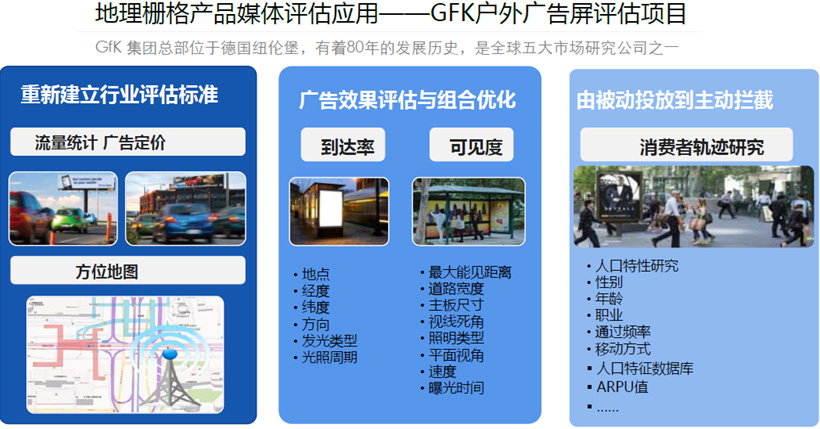 地理栅格产品媒体评估应用——GFK户外广告屏评估项目
GfK 集团总部位于德国纽伦堡，有着80年的发展历史，是全球五大市场研究公司之一
重新建立行业评估标准
流量统计 广告定价
方位地图
广告效果评估与组合优化
到达率
可见度
• 地点
• 经度
• 纬度
• 方向
• 发光类型
• 光照周期
• 最大能见距离
• 道路宽度
• 主板尺寸
• 视线死角
• 照明类型
• 平面视角
• 速度
• 曝光时间
由被动投放到主动拦截
消费者轨迹研究
SKYFALL
• 人口特性研究
• 性别
• 年龄
• 职业
• 通过频率
• 移动方式
▪ 人口特征数据库
▪ ARPU值
▪ ……